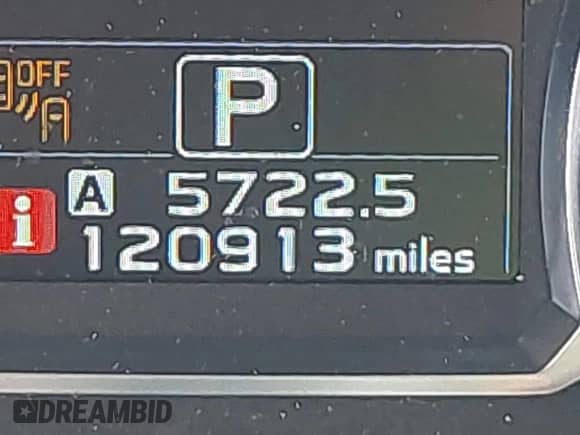 OFF
P
A 5722.5
i
120913 miles
DREAMBID